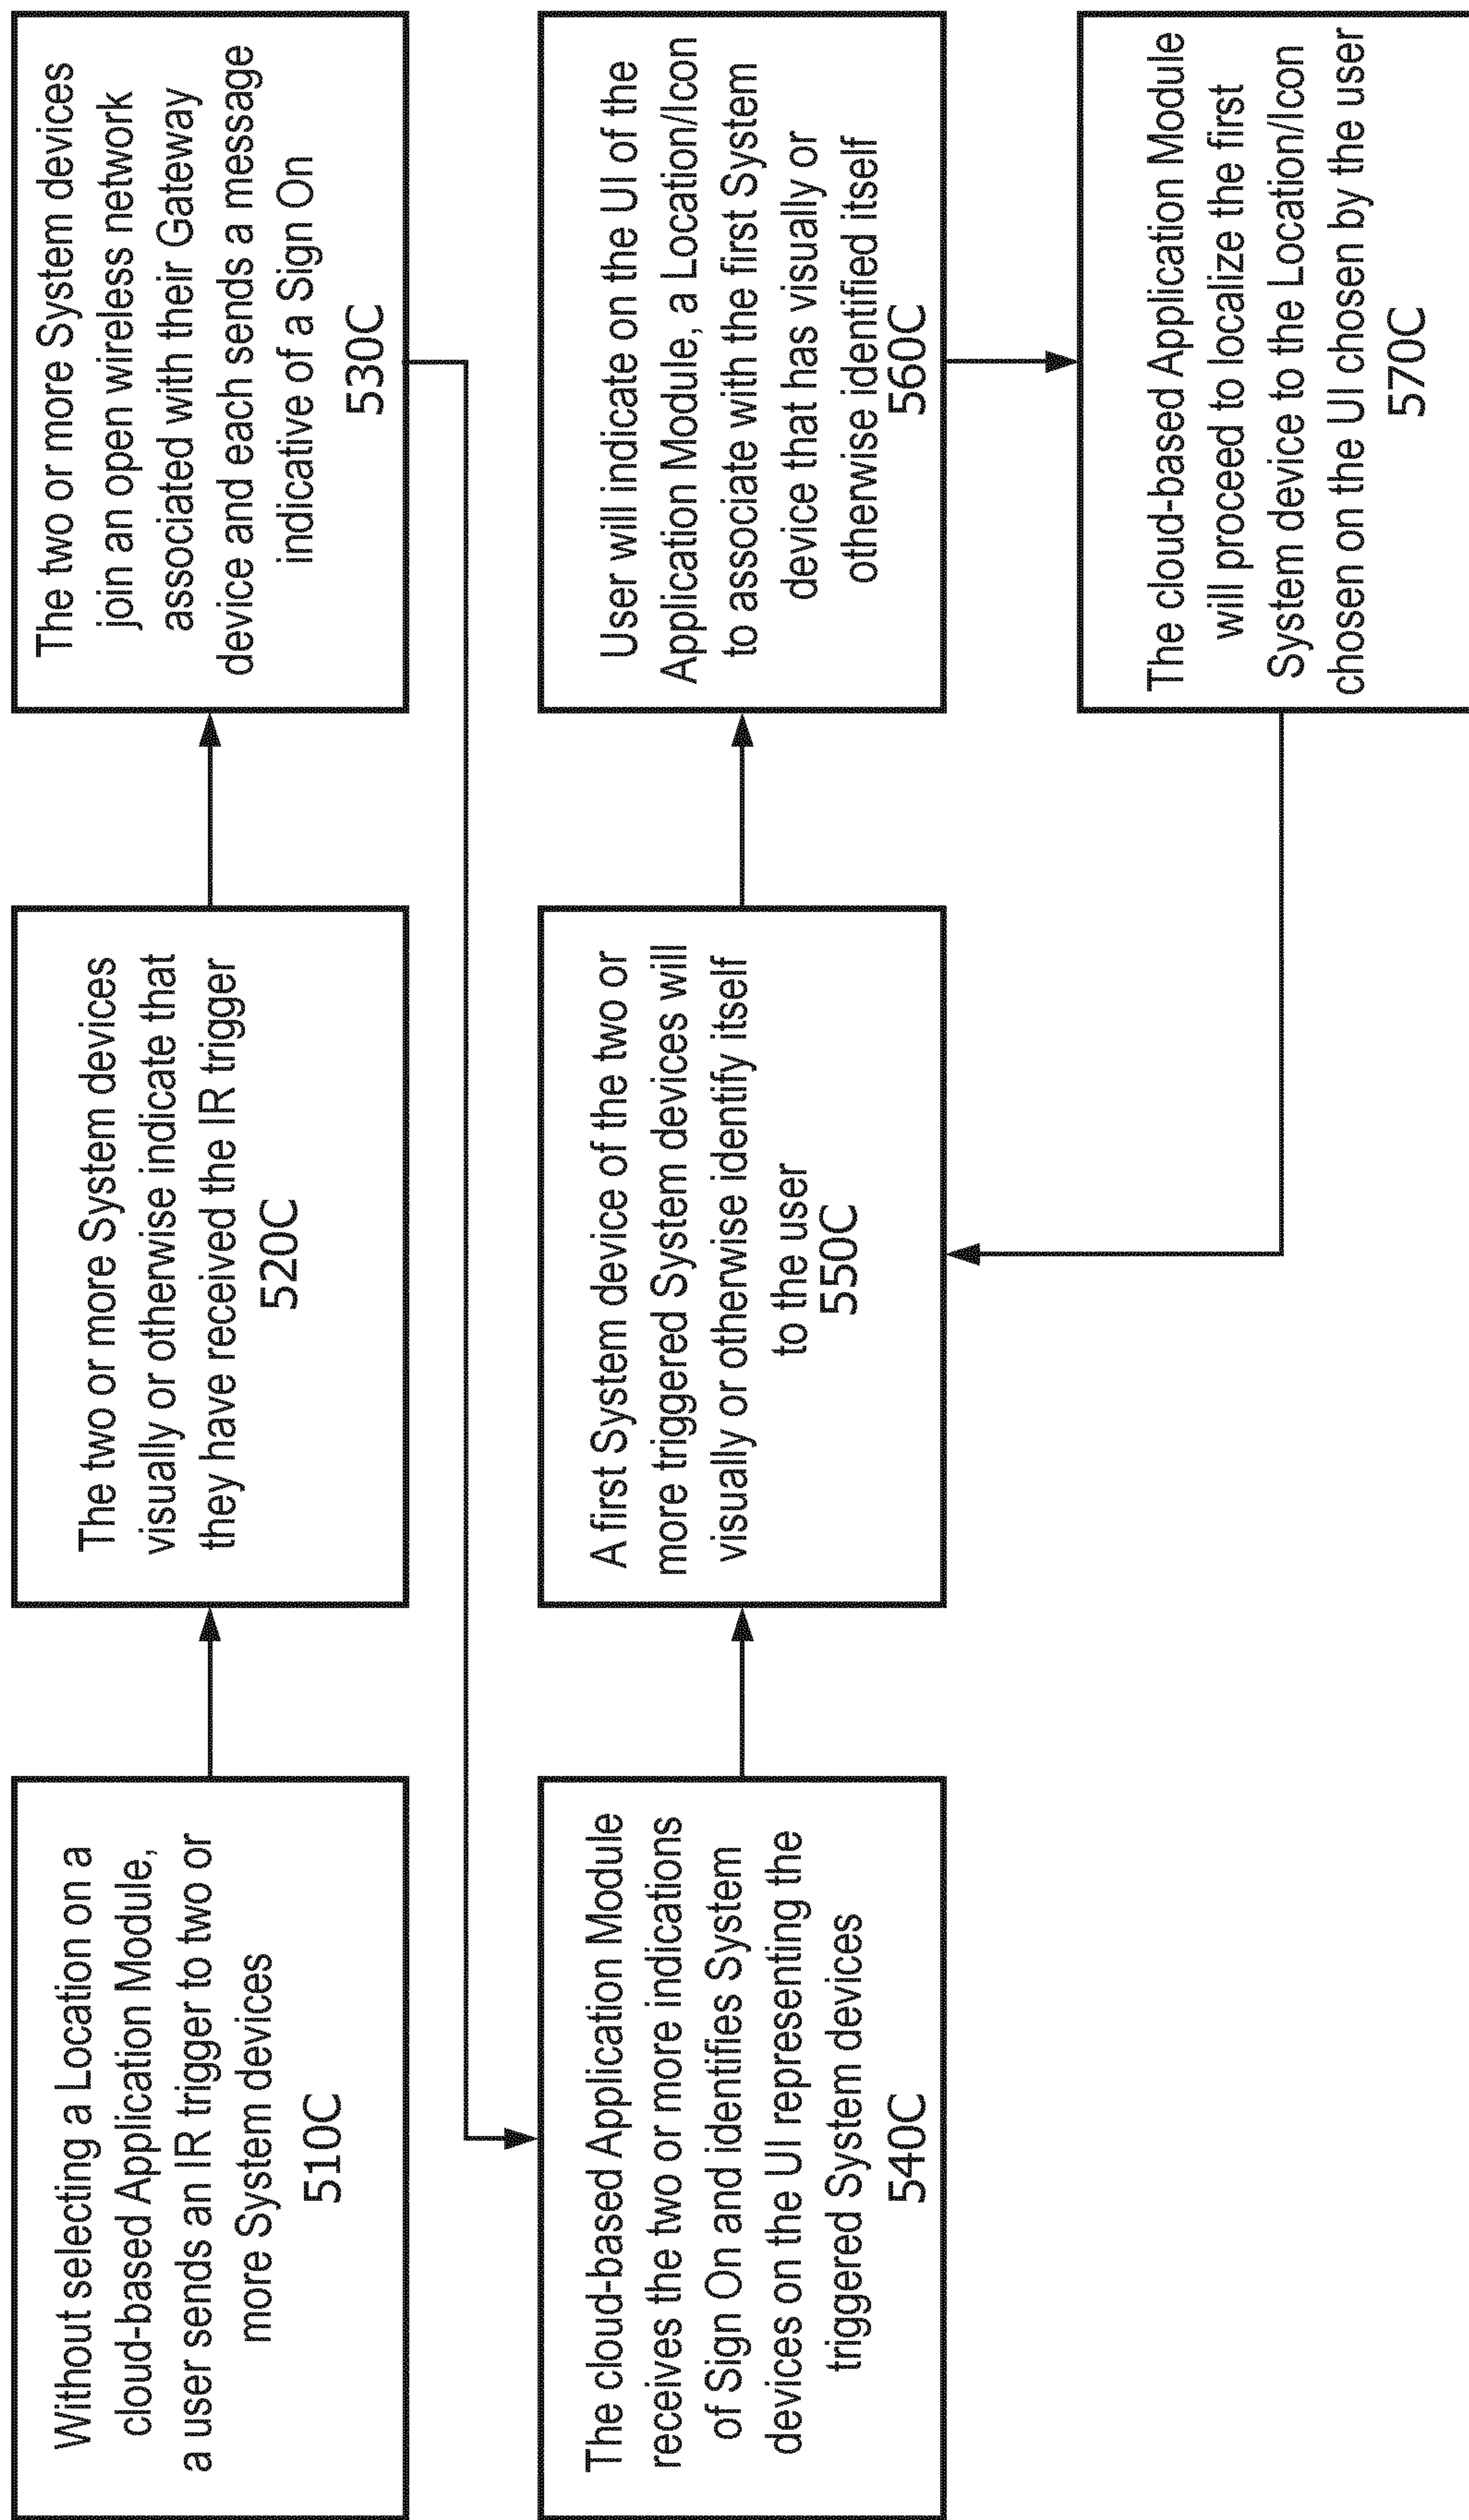 Without selecting a Location on a
cloud-based Application Module,
a user sends an IR trigger to two or
more System devices
510C
The two or more System devices
visually or otherwise indicate that
they have received the IR trigger
520C
The two or more System devices
join an open wireless network
associated with their Gateway
device and each sends a message
indicative of a Sign On
530C
The cloud-based Application Module
receives the two or more indications
of Sign On and identifies System
devices on the UI representing the
triggered System devices
540C
A first System device of the two or
more triggered System devices will
visually or otherwise identify itself
to the user
550C
User will indicate on the UI of the
Application Module, a Location/Icon
to associate with the first System
device that has visually or
otherwise identified itself
560C
The cloud-based Application Module
will proceed to localize the first
System device to the Location/Icon
chosen on the UI chosen by the user
570C